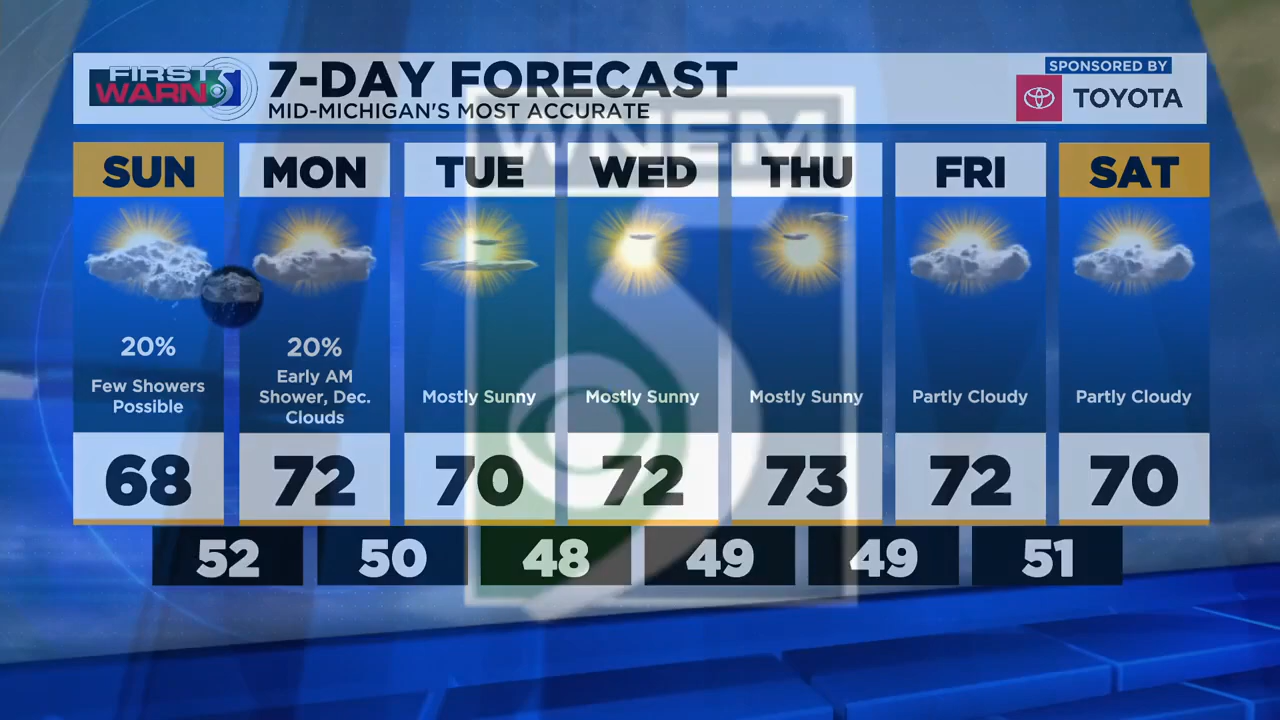 FIRST
WARN 5
7-DAY FORECAST
MID-MICHIGAN'S MOST ACCURATE
SPONSORED BY
TOYOTA
WNEM
5
SUN
MON
TUE
WED
THU
FRI
SAT
20%
20%
Few Showers
Possible
Early AM
Shower, Dec.
Clouds
Mostly Sunny
Mostly Sunny
Mostly Sunny
Partly Cloudy
Partly Cloudy
68
72
70
72
73
72
70
52
50
48
49
49
51